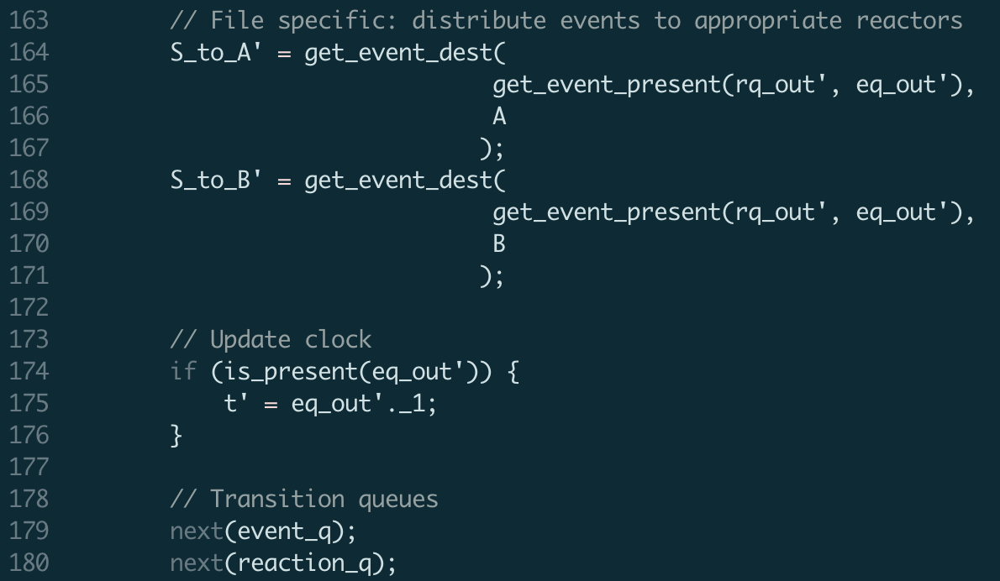 163         // File specific: distribute events to appropriate reactors
164         S_to_A' = get_event_dest(
165                                 get_event_present(rq_out', eq_out'),
166                                 A
167                                );
168         S_to_B' = get_event_dest(
169                                 get_event_present(rq_out', eq_out'),
170                                 B
171                                );
172
173         // Update clock
174         if (is_present(eq_out')) {
175             t' = eq_out'._1;
176         }
177
178         // Transition queues
179         next(event_q);
180         next(reaction_q);